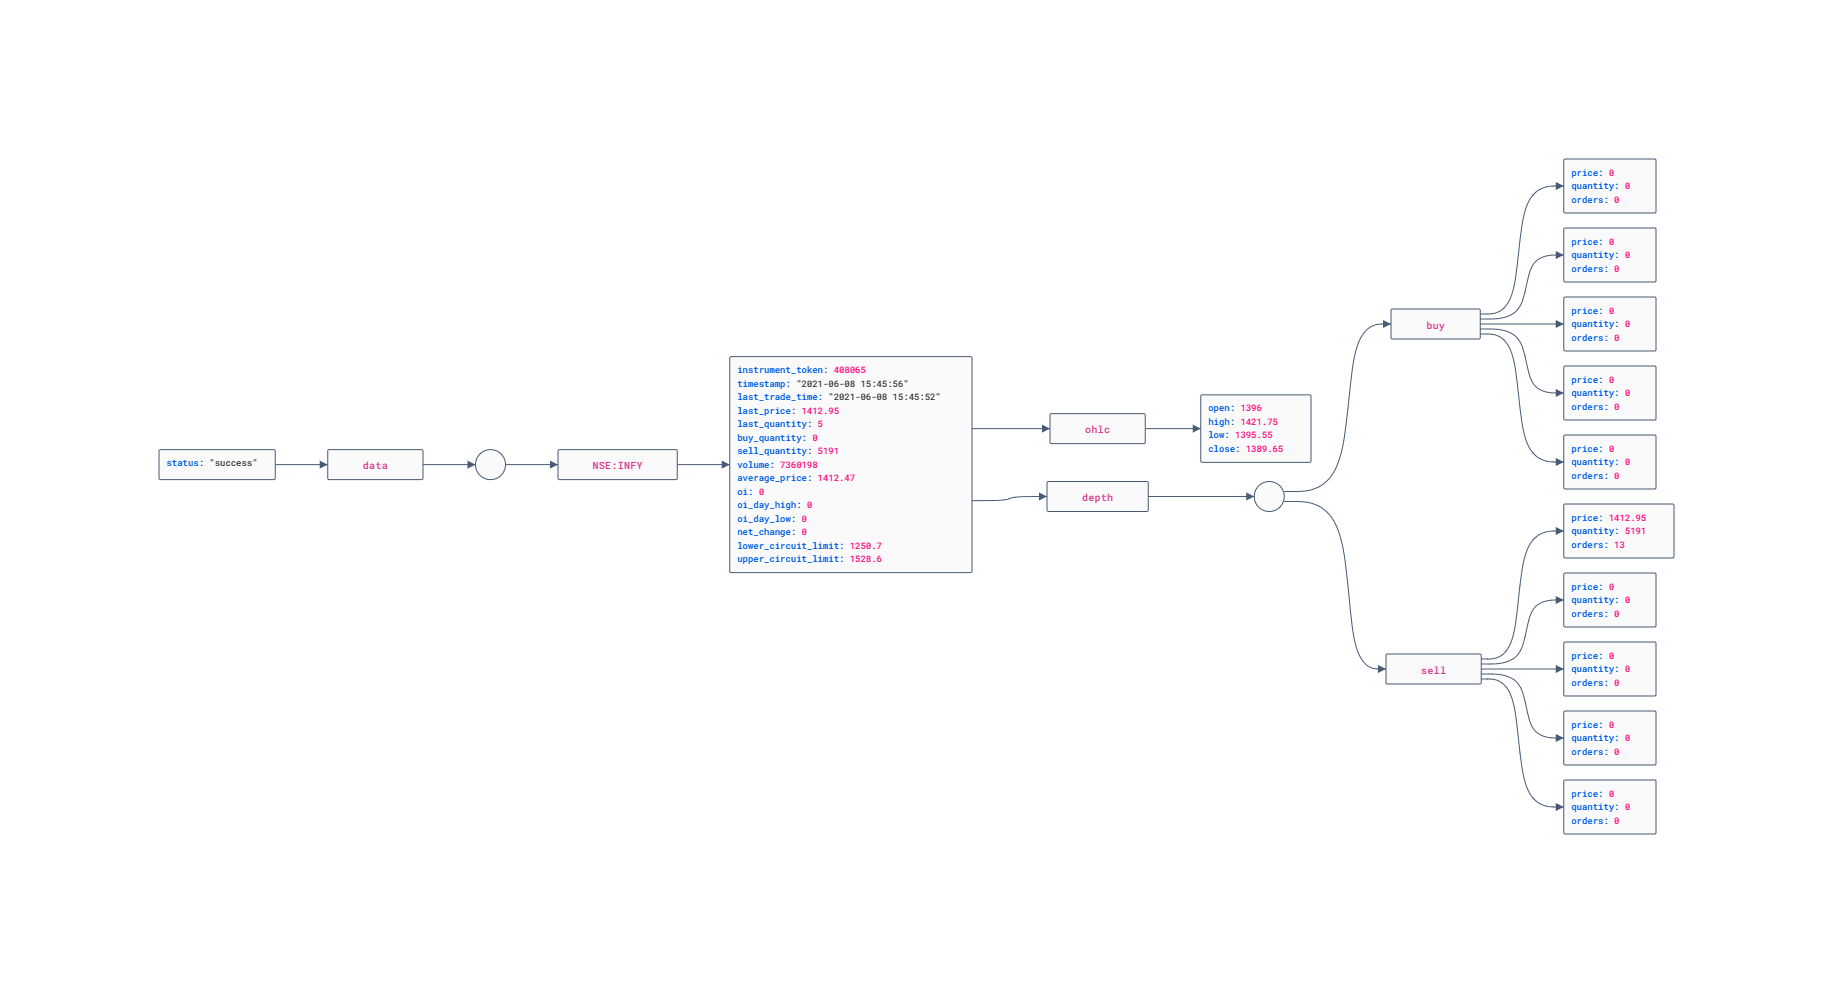 status: "success"
data
NSE:INFY
instrument_token: 408065
timestamp: "2021-06-08 15:45:56"
last_trade_time: "2021-06-08 15:45:52"
last_price: 1412.95
last_quantity: 5
buy_quantity: 0
sell_quantity: 5191
volume: 7360198
average_price: 1412.47
oi: 0
oi_day_high: 0
oi_day_low: 0
net_change: 0
lower_circuit_limit: 1250.7
upper_circuit_limit: 1528.6
ohlc
open: 1396
high: 1421.75
low: 1395.55
close: 1389.65
depth
buy
price: 0
quantity: 0
orders: 0
price: 0
quantity: 0
orders: 0
price: 0
quantity: 0
orders: 0
price: 0
quantity: 0
orders: 0
price: 0
quantity: 0
orders: 0
sell
price: 1412.95
quantity: 5191
orders: 13
price: 0
quantity: 0
orders: 0
price: 0
quantity: 0
orders: 0
price: 0
quantity: 0
orders: 0
price: 0
quantity: 0
orders: 0